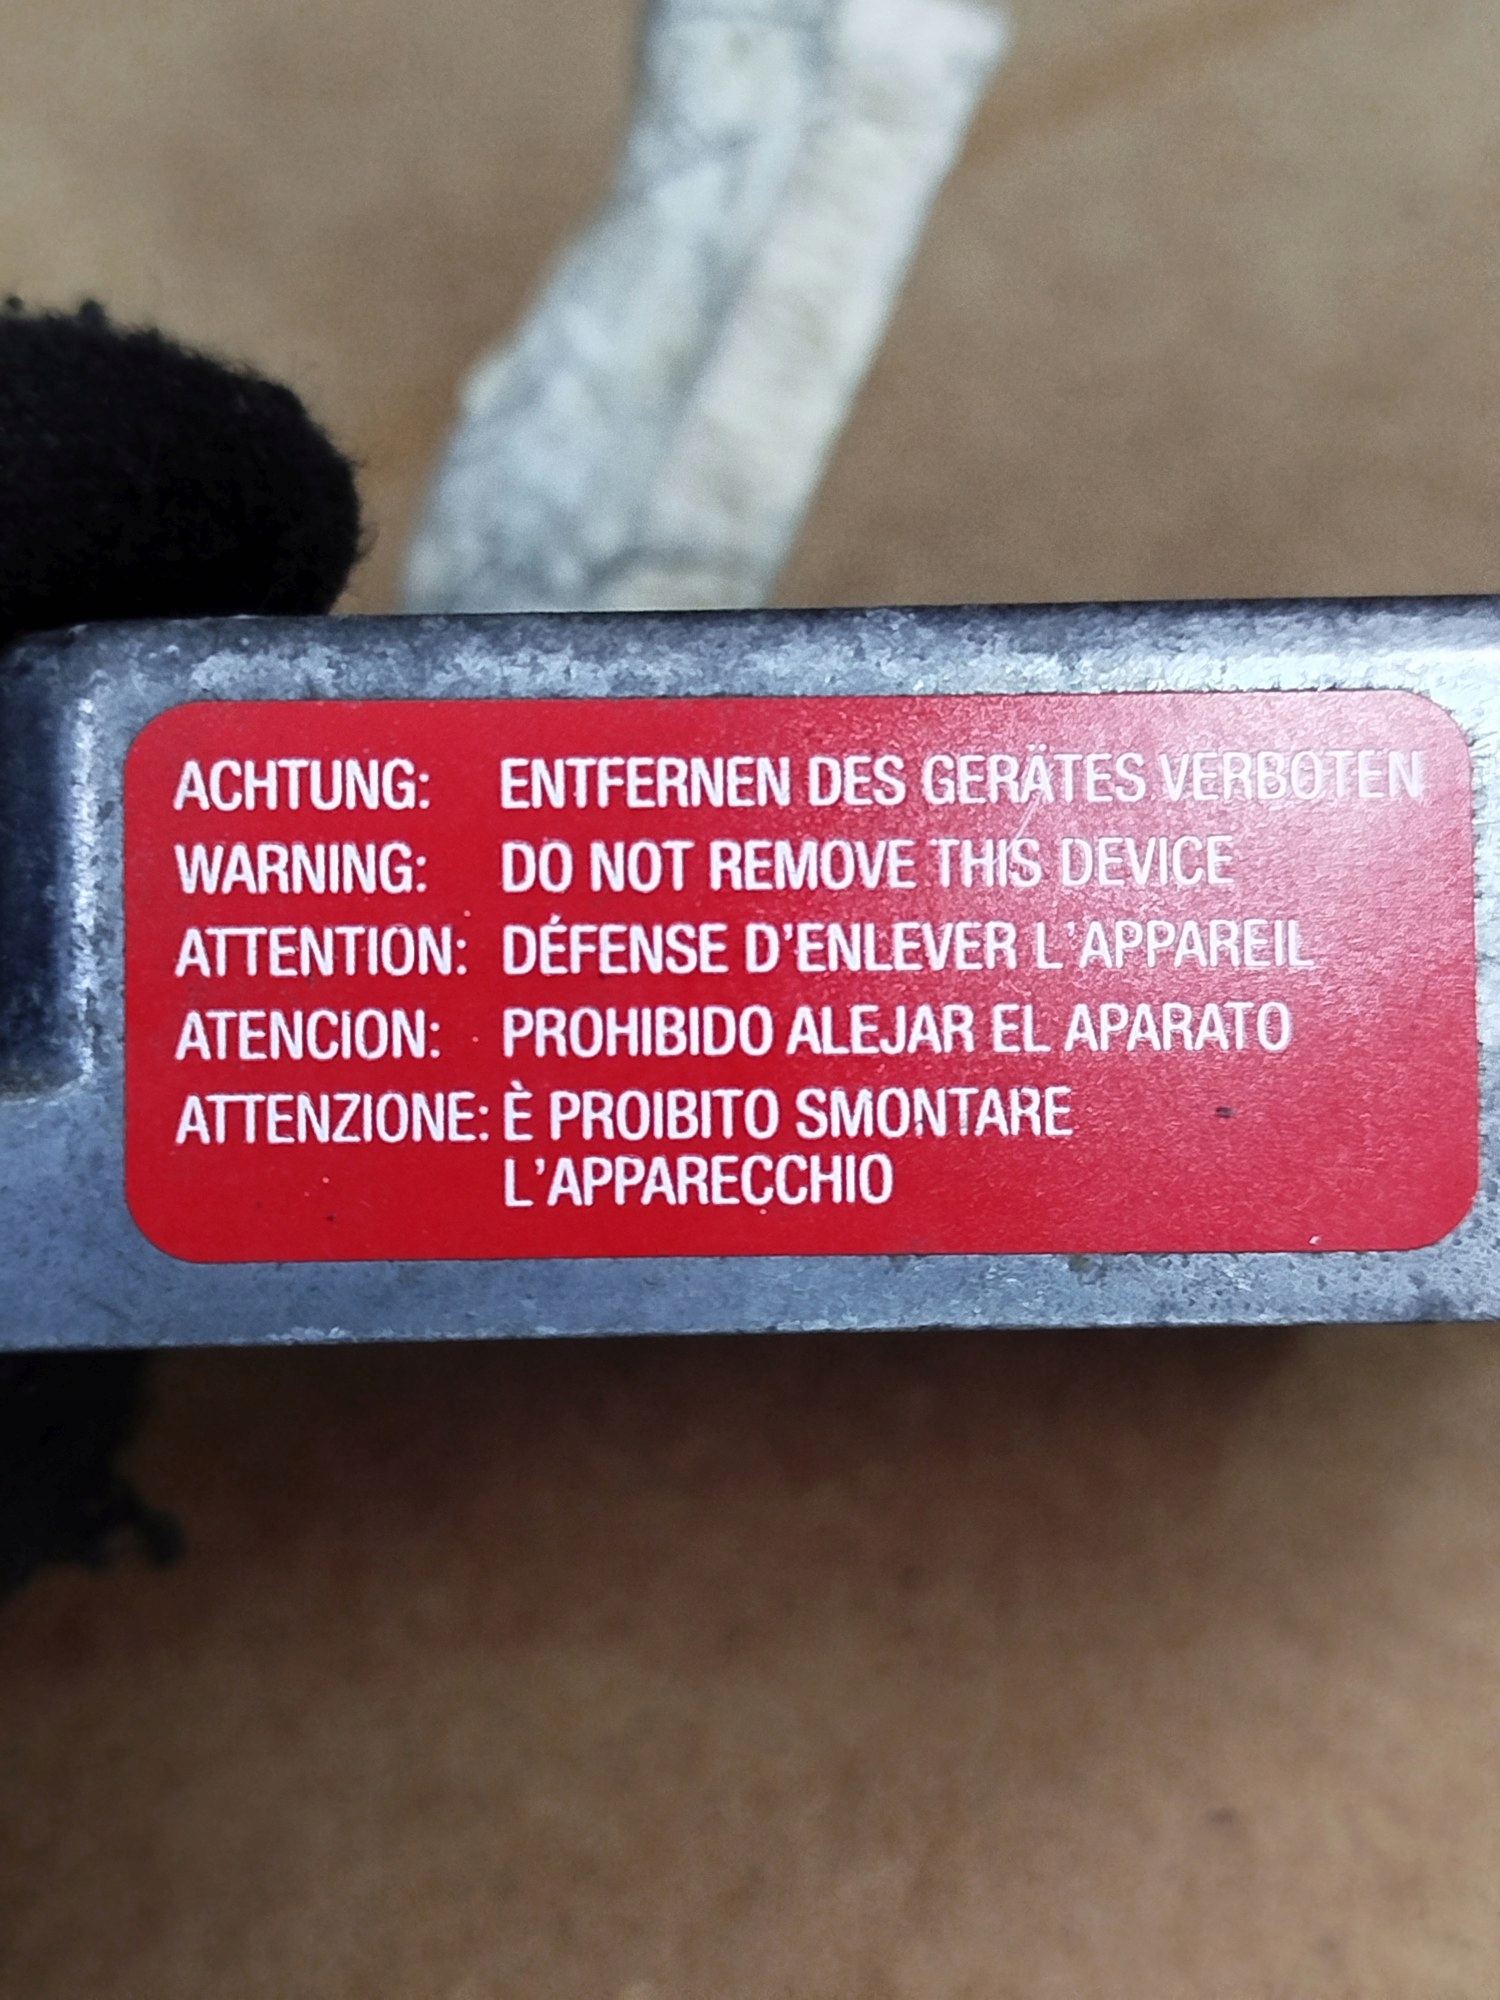 ACHTUNG: ENTFERNEN DES GERÄTES VERBOTEN
WARNING: DO NOT REMOVE THIS DEVICE
ATTENTION: DÉFENSE D'ENLEVER L'APPAREIL
ATENCION: PROHIBIDO ALEJAR EL APARATO
ATTENZIONE: È PROIBITO SMONTARE
L'APPARECCHIO